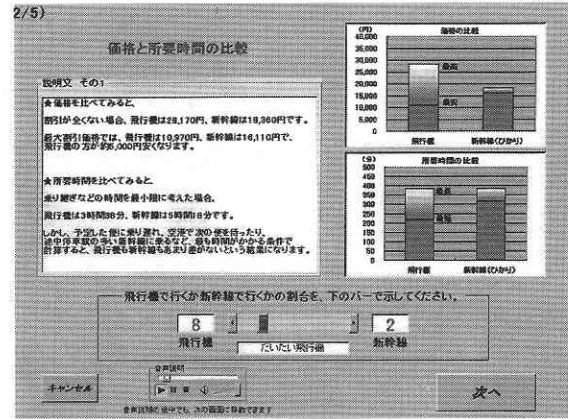 2/5)
価格と所要時間の比較
説明文 その1
★価格を比べてみると、
割引が全くない場合、飛行機は28,170円、新幹線は18,360円です。
最大割引価格では、飛行機は10,970円、新幹線は16,110円で、
飛行機の方が約5,000円安くなります。
★所要時間を比べてみると、
乗り継ぎなどの時間を最小限に考えた場合、
飛行機は3時間36分、新幹線は5時間18分です。
しかし、予定した便に乗り遅れ、空港で次の便を待ったり、
途中停車駅の多い新幹線に乗るなど、最も時間がかかる条件で
計算すると、飛行機も新幹線もあまり差がないという結果になります。
(円)
価格の比較
40,000
35,000
30,000
25,000
20,000
15,000
10,000
5,000
0
最高
最安
飛行機
新幹線(ひかり)
(分)
所要時間の比較
500
450
400
350
300
250
200
150
100
50
0
最長
最短
飛行機
新幹線(ひかり)
飛行機で行くか新幹線で行くかの割合を、下のバーで示してください。
8
2
飛行機
新幹線
だいたい飛行機
キャンセル
音声説明
音声説明の途中でも、次の画面に移動できます
次へ